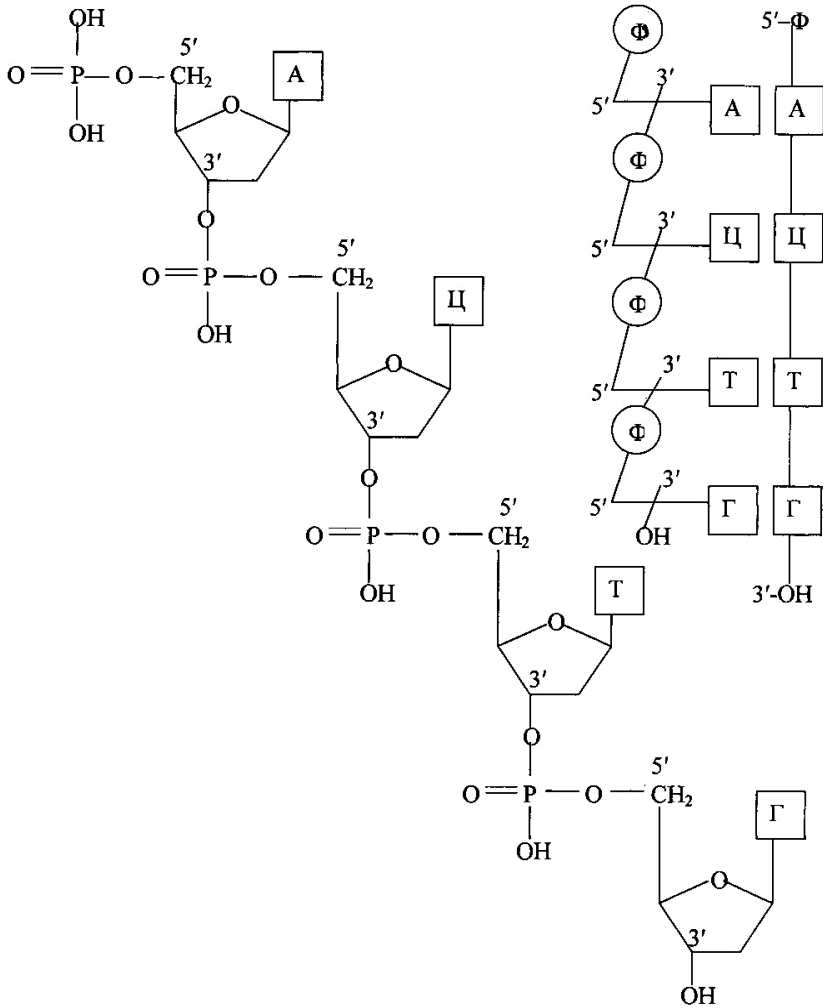 OH
5'
O=P—O—CH₂
А
OH
O
3'
O
5'
O=P—O—CH₂
Ц
OH
O
3'
O
5'
O=P—O—CH₂
Т
OH
O
3'
O
5'
O=P—O—CH₂
Г
OH
O
3'
OH
Ф
3'
5'
А
Ф
3'
5'
Ц
Ф
3'
5'
Т
Ф
3'
5'
Г
OH
5'-Ф
А
Ц
Т
Г
3'-OH